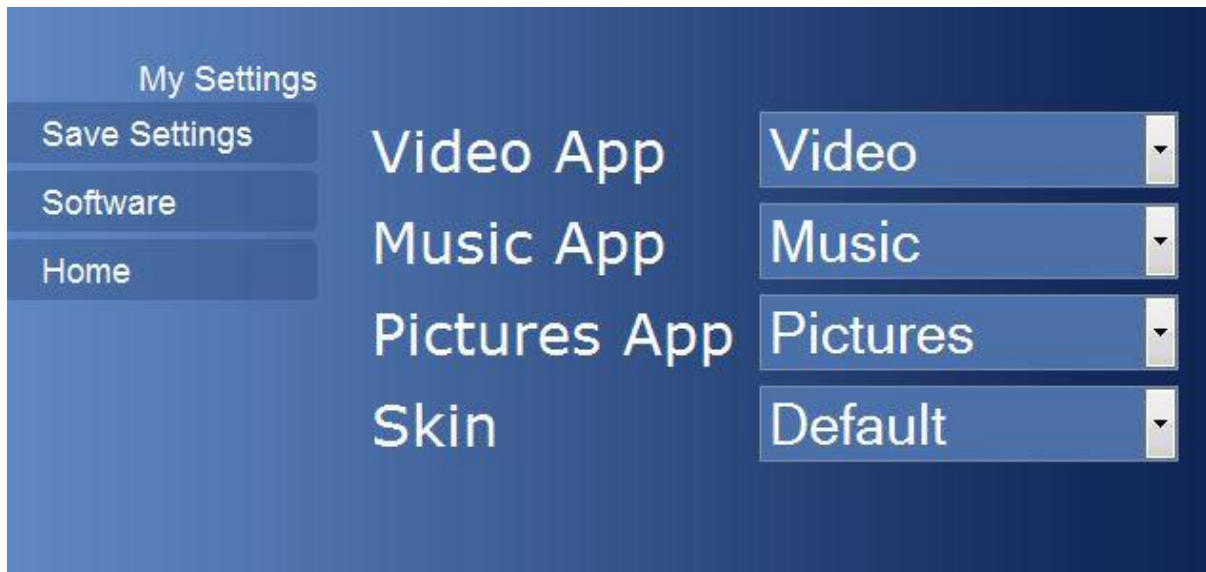 My Settings
Save Settings
Software
Home
Video App Video
Music App Music
Pictures App Pictures
Skin Default